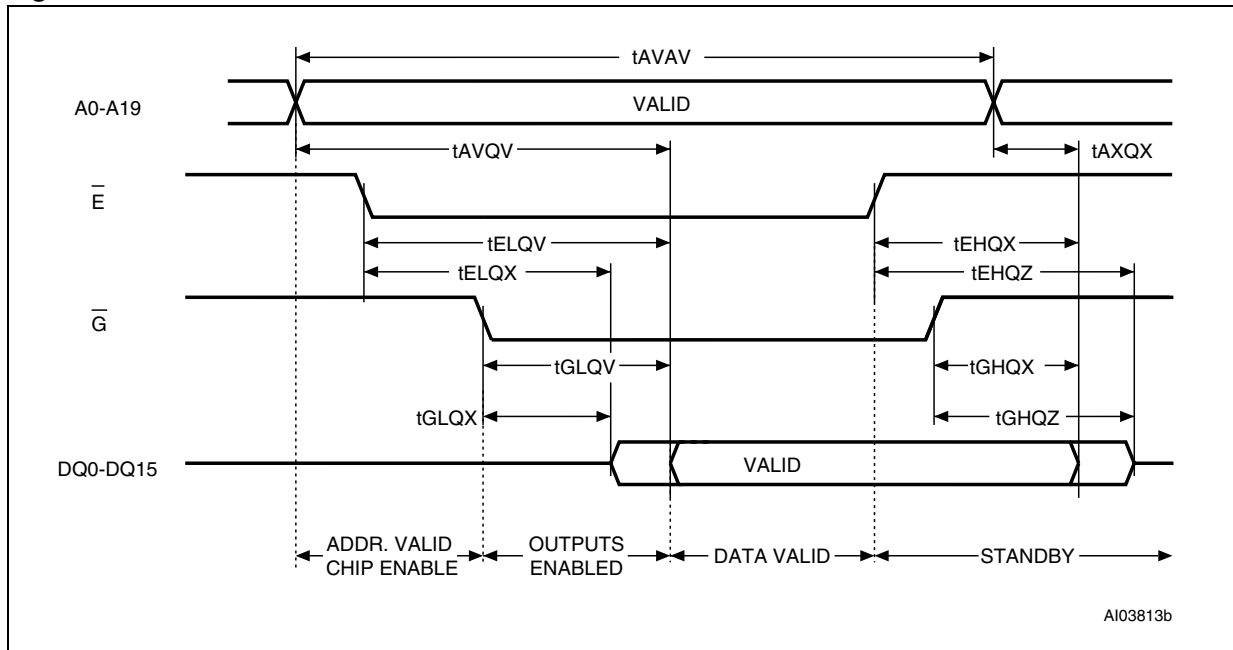 tAVAV
A0-A19
VALID
tAVQV
tAXQX
E
tELQV
tEHQX
tELQX
tEHQZ
G
tGLQV
tGHQX
tGLQX
tGHQZ
DQ0-DQ15
VALID
ADDR. VALID
CHIP ENABLE
OUTPUTS
ENABLED
DATA VALID
STANDBY
AI03813b